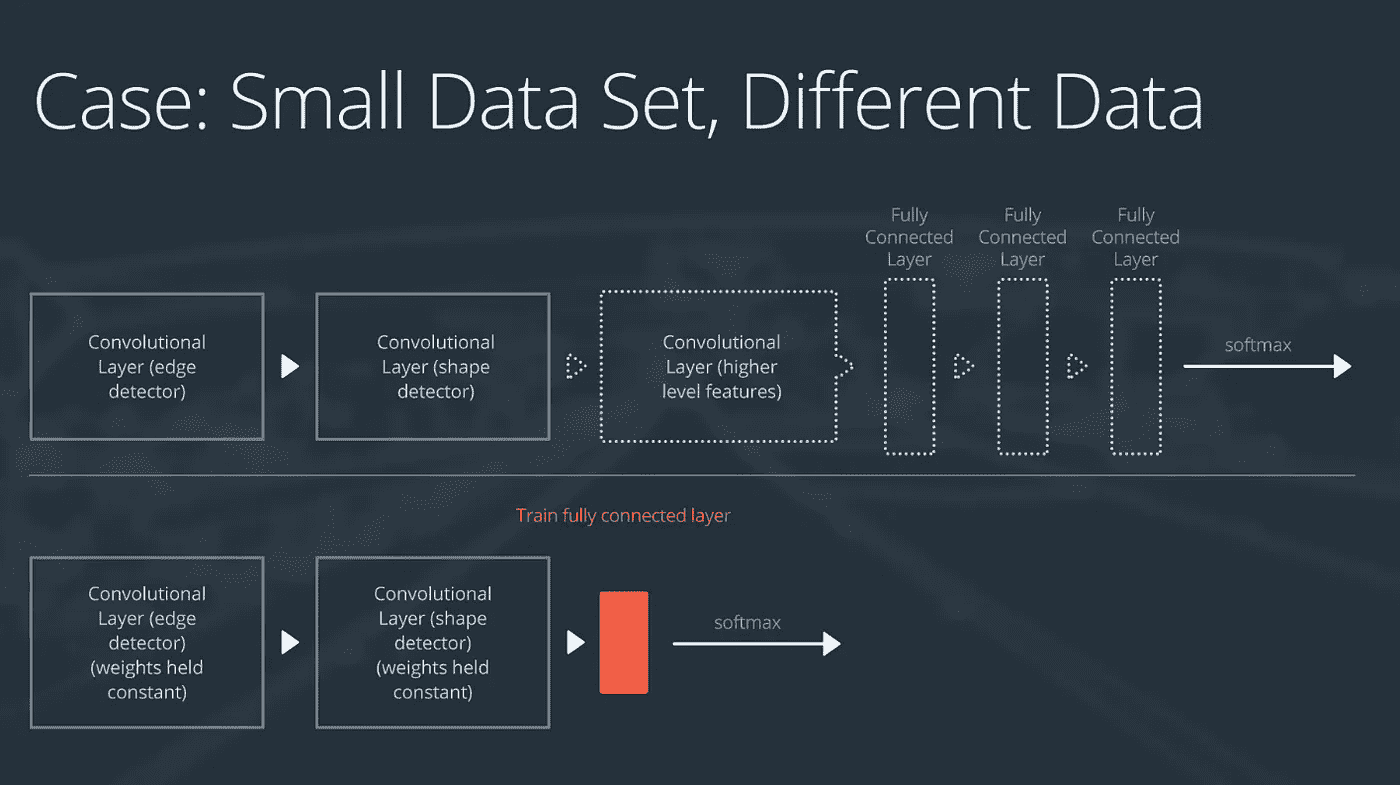 Case: Small Data Set, Different Data
Fully
Connected
Layer
Fully
Connected
Layer
Fully
Connected
Layer
Convolutional
Layer (edge
detector)
Convolutional
Layer (shape
detector)
Convolutional
Layer (higher
level features)
softmax
Train fully connected layer
Convolutional
Layer (edge
detector)
(weights held
constant)
Convolutional
Layer (shape
detector)
(weights held
constant)
softmax